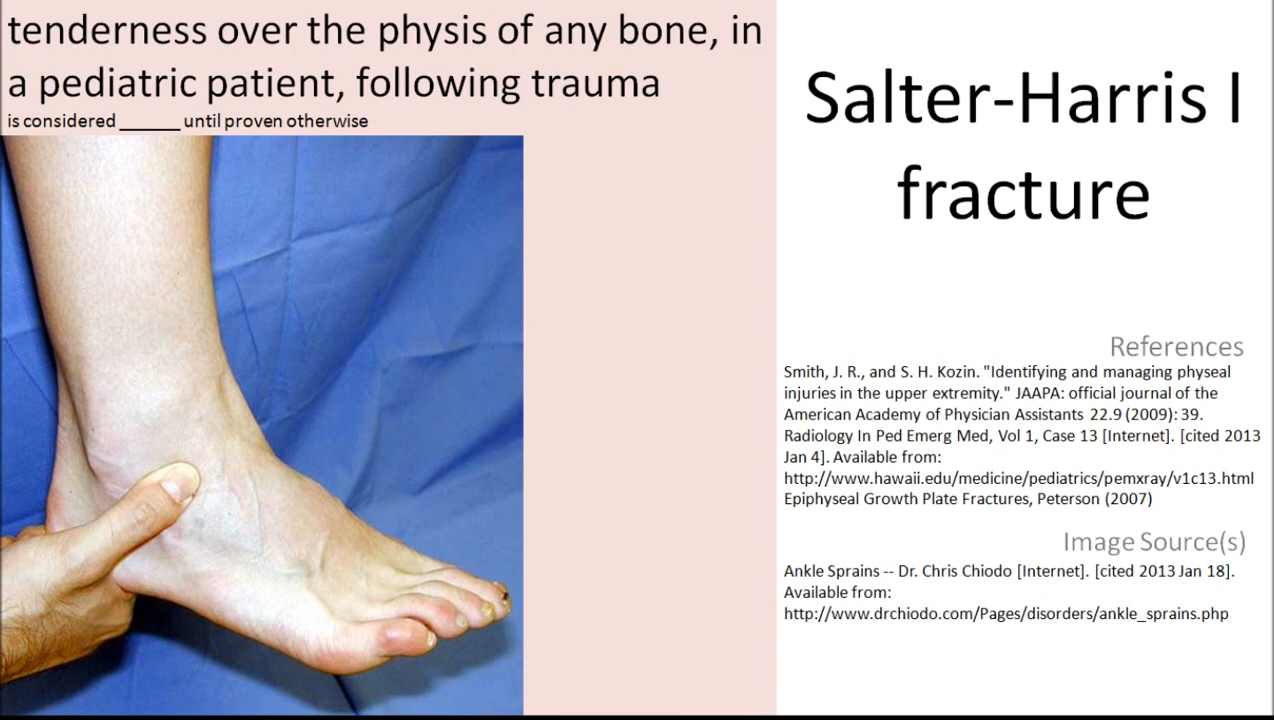 tenderness over the physis of any bone, in
a pediatric patient, following trauma
is considered ______ until proven otherwise
Salter-Harris I
fracture
References
Smith, J. R., and S. H. Kozin. "Identifying and managing physeal
injuries in the upper extremity." JAAPA: official journal of the
American Academy of Physician Assistants 22.9 (2009): 39.
Radiology In Ped Emerg Med, Vol 1, Case 13 [Internet]. [cited 2013
Jan 4]. Available from:
http://www.hawaii.edu/medicine/pediatrics/pemxray/v1c13.html
Epiphyseal Growth Plate Fractures, Peterson (2007)
Image Source(s)
Ankle Sprains -- Dr. Chris Chiodo [Internet]. [cited 2013 Jan 18].
Available from:
http://www.drchiodo.com/Pages/disorders/ankle_sprains.php